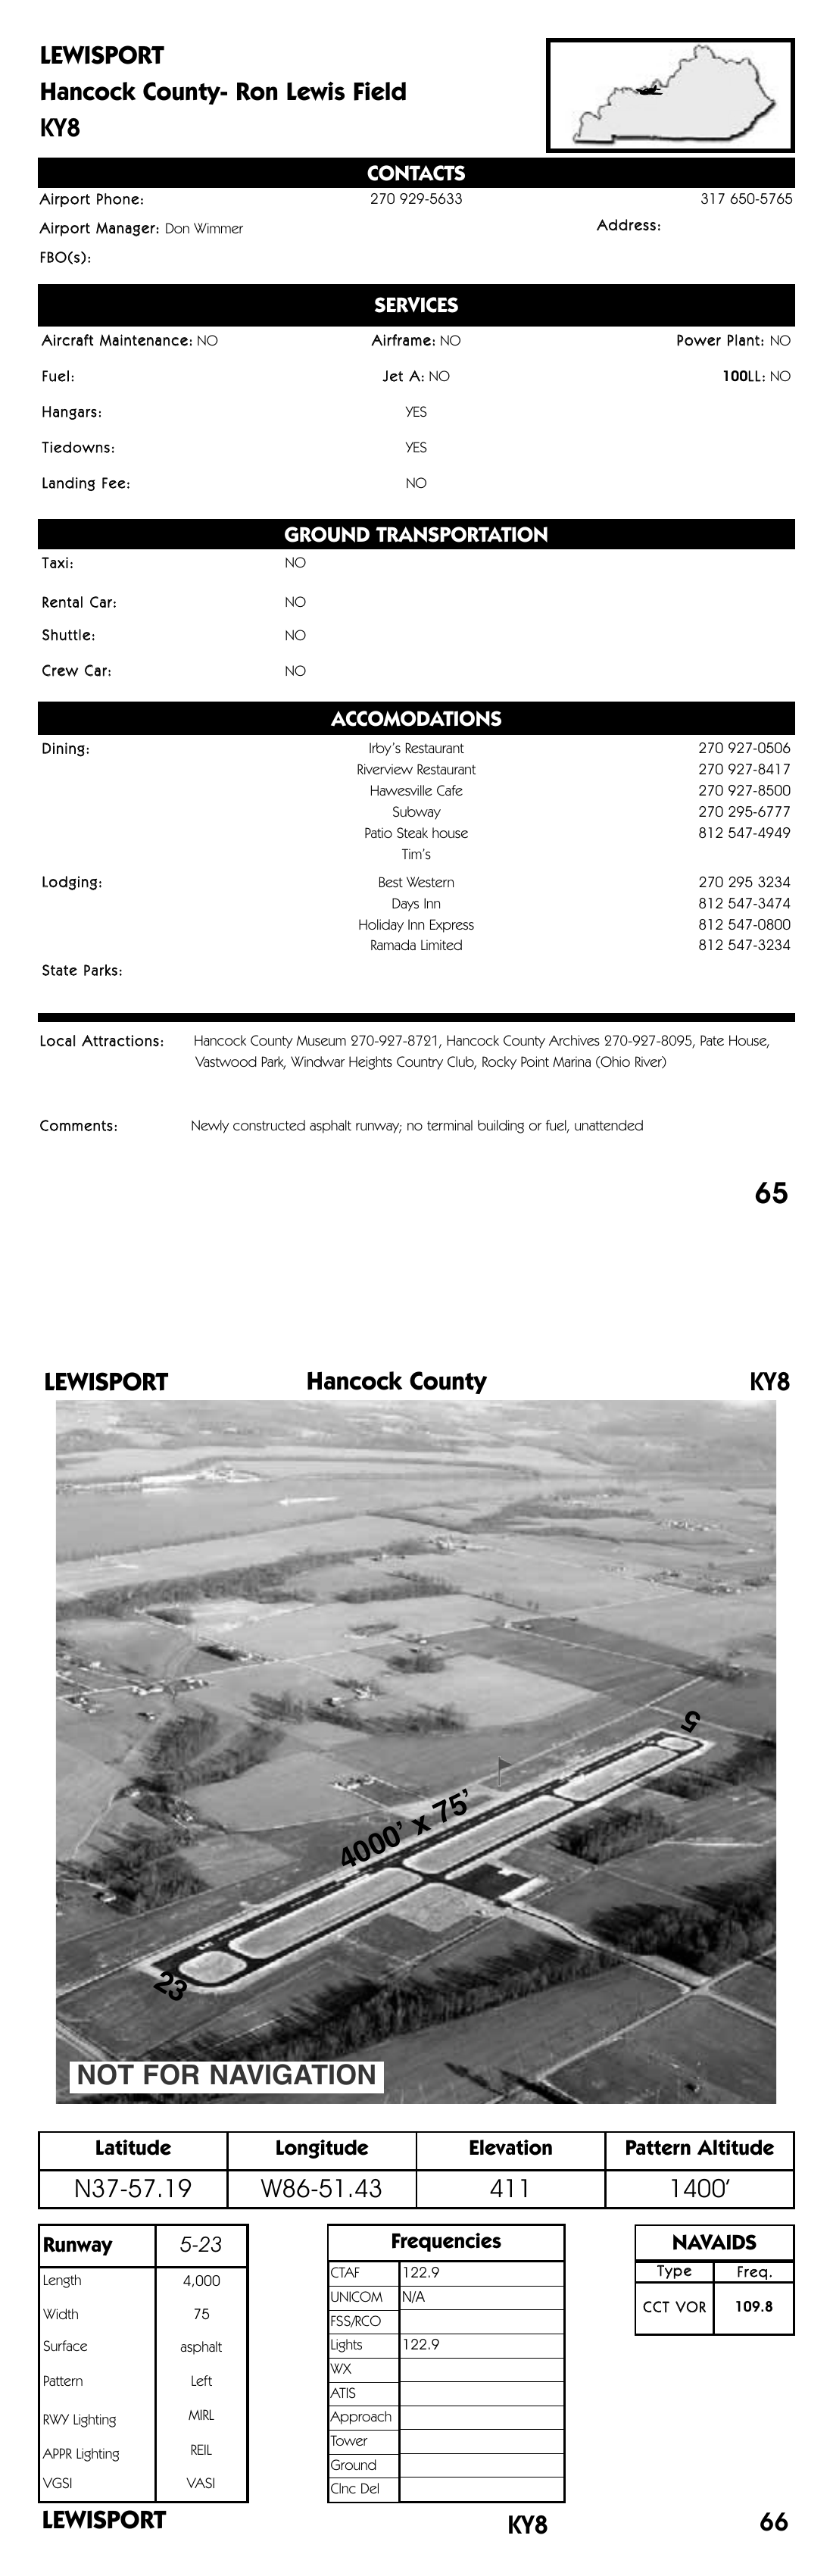 LEWISPORT
Hancock County- Ron Lewis Field
KY8
CONTACTS
Airport Phone: 270 929-5633 317 650-5765
Airport Manager: Don Wimmer Address:
FBO(s):
SERVICES
Aircraft Maintenance: NO Airframe: NO Power Plant: NO
Fuel: Jet A: NO 100LL: NO
Hangars: YES
Tiedowns: YES
Landing Fee: NO
GROUND TRANSPORTATION
Taxi: NO
Rental Car: NO
Shuttle: NO
Crew Car: NO
ACCOMODATIONS
Dining: Irby's Restaurant 270 927-0506
Riverview Restaurant 270 927-8417
Hawesville Cafe 270 927-8500
Subway 270 295-6777
Patio Steak house 812 547-4949
Tim's
Lodging: Best Western 270 295 3234
Days Inn 812 547-3474
Holiday Inn Express 812 547-0800
Ramada Limited 812 547-3234
State Parks:
Local Attractions: Hancock County Museum 270-927-8721, Hancock County Archives 270-927-8095, Pate House,
Vastwood Park, Windwar Heights Country Club, Rocky Point Marina (Ohio River)
Comments: Newly constructed asphalt runway; no terminal building or fuel, unattended
65
LEWISPORT Hancock County KY8
5
4000' x 75'
23
NOT FOR NAVIGATION
Latitude Longitude Elevation Pattern Altitude
N37-57.19 W86-51.43 411 1400'
Runway 5-23
Length 4,000
Width 75
Surface asphalt
Pattern Left
RWY Lighting MIRL
APPR Lighting REIL
VGSI VASI
Frequencies
CTAF 122.9
UNICOM N/A
FSS/RCO
Lights 122.9
WX
ATIS
Approach
Tower
Ground
Clnc Del
NAVAIDS
Type Freq.
CCT VOR 109.8
LEWISPORT KY8 66